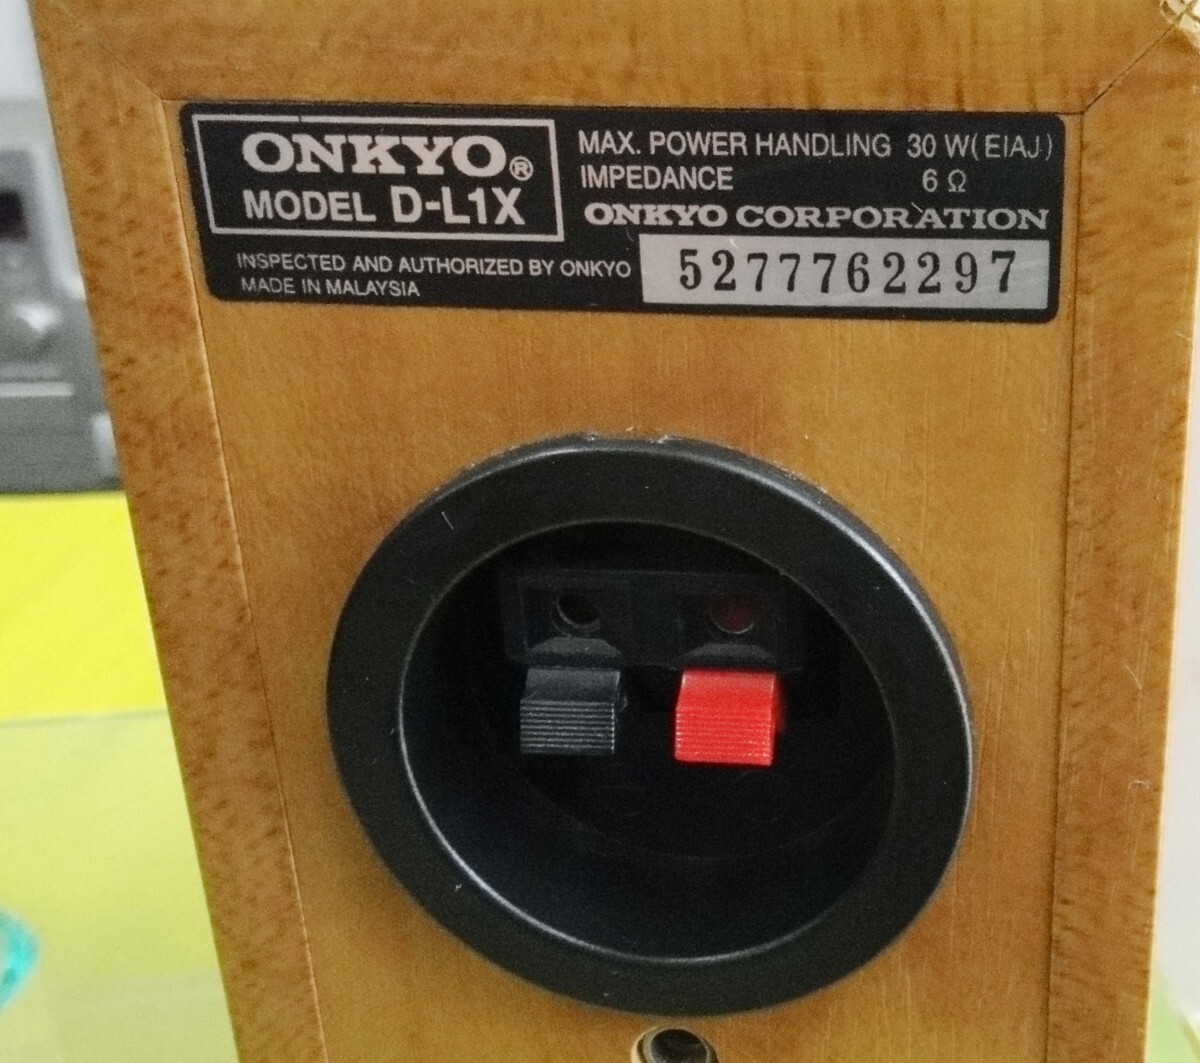 ONKYO®
MODEL D-L1X
MAX. POWER HANDLING 30 W(EIAJ)
IMPEDANCE 6 Ω
ONKYO CORPORATION
INSPECTED AND AUTHORIZED BY ONKYO
MADE IN MALAYSIA
5277762297